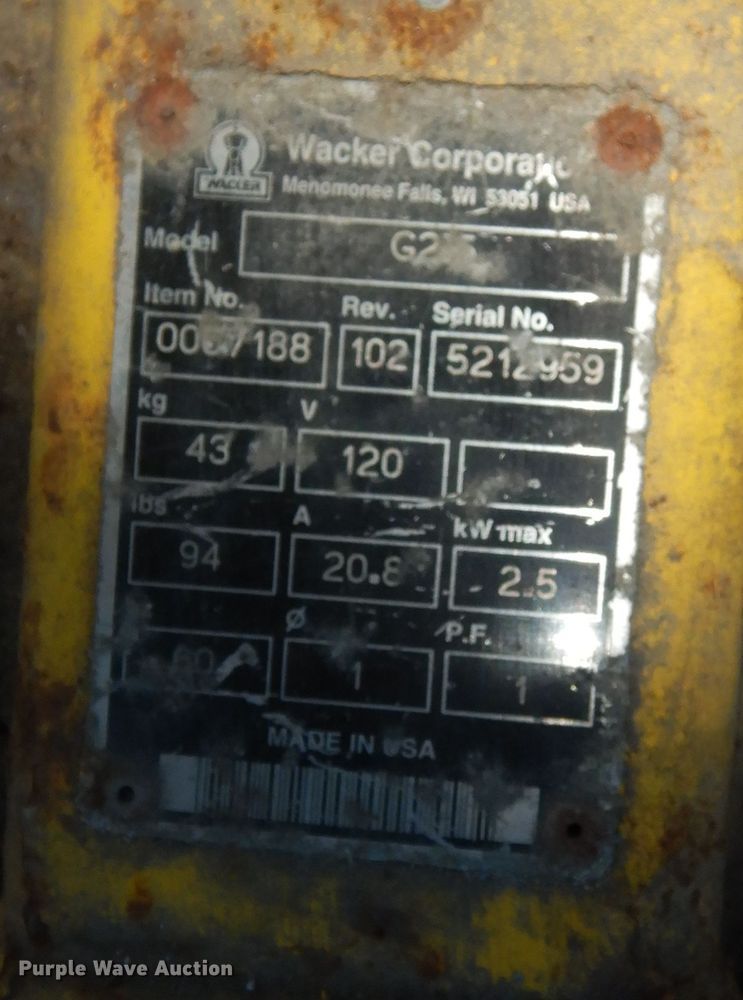 WACKER
Wacker
Menomonee Falls, WI 53051 USA
Model
Item No. Rev. Serial No.
102
kg V
43 120
lbs A kW max
94 20.8 2.5
Ø P.F.
60 1 1
MADE IN USA
Purple Wave Auction